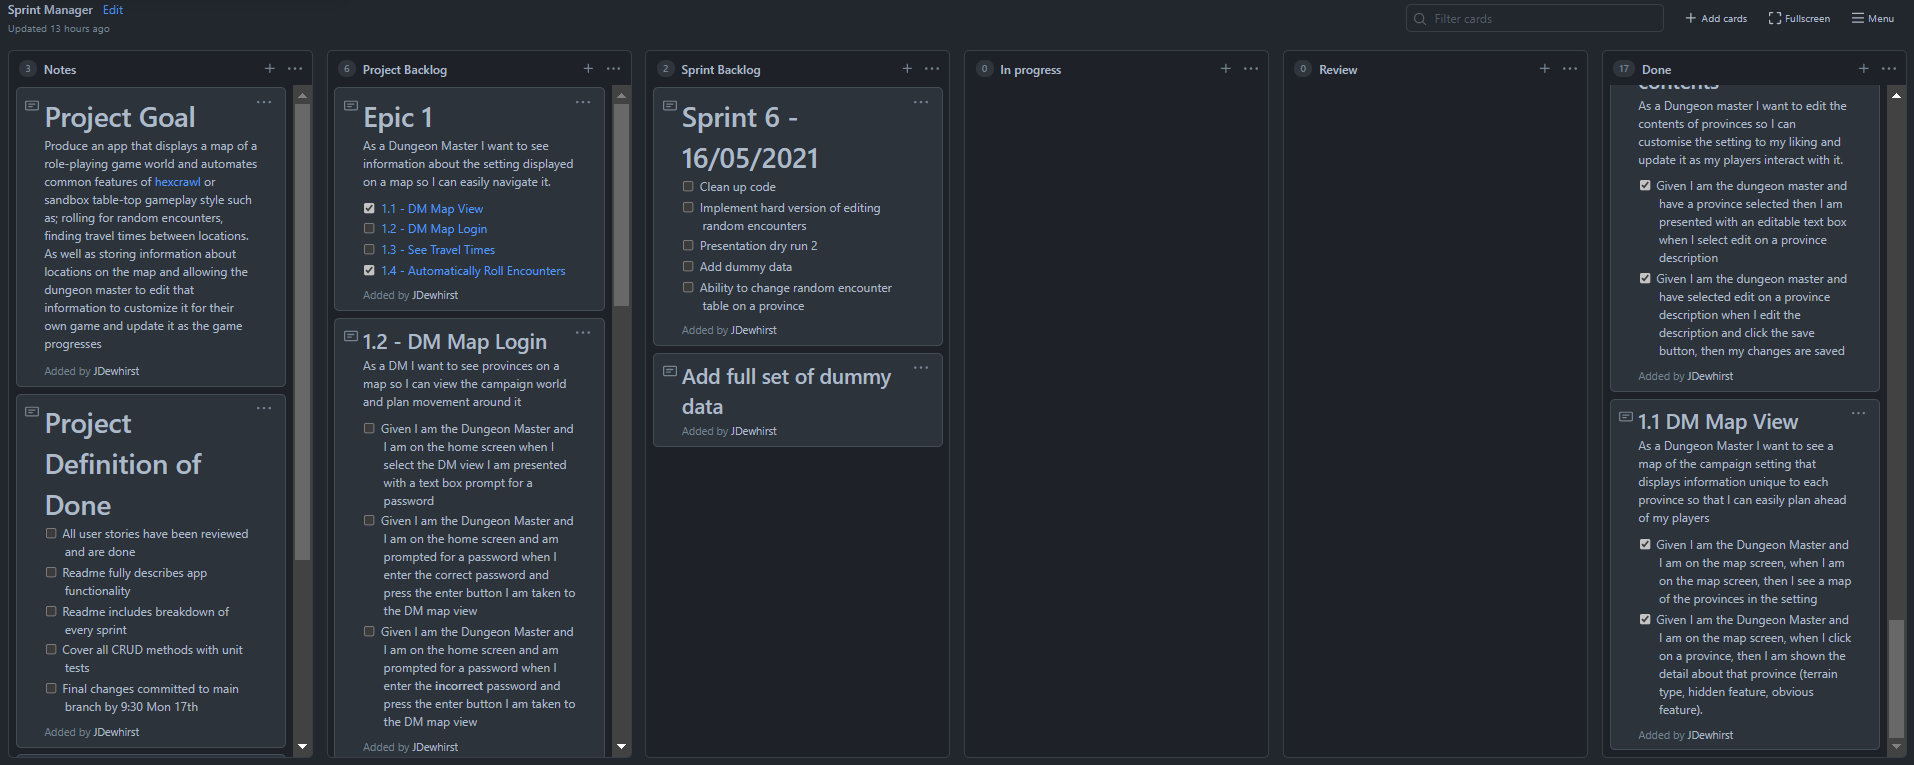 Sprint Manager Edit
Updated 13 hours ago
Filter cards
Add cards
Fullscreen
Menu
3 Notes
Project Goal
Produce an app that displays a map of a
role-playing game world and automates
common features of hexcrawl or
sandbox table-top gameplay style such
as; rolling for random encounters,
finding travel times between locations.
As well as storing information about
locations on the map and allowing the
dungeon master to edit that
information to customize it for their
own game and update it as the game
progresses
Added by JDewhirst
Project
Definition of
Done
All user stories have been reviewed
and are done
Readme fully describes app
functionality
Readme includes breakdown of
every sprint
Cover all CRUD methods with unit
tests
Final changes committed to main
branch by 9:30 Mon 17th
Added by JDewhirst
6 Project Backlog
Epic 1
As a Dungeon Master I want to see
information about the setting displayed
on a map so I can easily navigate it.
1.1 - DM Map View
1.2 - DM Map Login
1.3 - See Travel Times
1.4 - Automatically Roll Encounters
Added by JDewhirst
1.2 - DM Map Login
As a DM I want to see provinces on a
map so I can view the campaign world
and plan movement around it
Given I am the Dungeon Master and
I am on the home screen when I
select the DM view I am presented
with a text box prompt for a
password
Given I am the Dungeon Master and
I am on the home screen and am
prompted for a password when I
enter the correct password and
press the enter button I am taken to
the DM map view
Given I am the Dungeon Master and
I am on the home screen and am
prompted for a password when I
enter the incorrect password and
press the enter button I am taken to
the DM map view
Added by JDewhirst
2 Sprint Backlog
Sprint 6 -
16/05/2021
Clean up code
Implement hard version of editing
random encounters
Presentation dry run 2
Add dummy data
Ability to change random encounter
table on a province
Added by JDewhirst
Add full set of dummy
data
Added by JDewhirst
0 In progress
0 Review
17 Done
contents
As a Dungeon master I want to edit the
contents of provinces so I can
customise the setting to my liking and
update it as my players interact with it.
Given I am the dungeon master and
have a province selected then I am
presented with an editable text box
when I select edit on a province
description
Given I am the dungeon master and
have selected edit on a province
description when I edit the
description and click the save
button, then my changes are saved
Added by JDewhirst
1.1 DM Map View
As a Dungeon Master I want to see a
map of the campaign setting that
displays information unique to each
province so that I can easily plan ahead
of my players
Given I am the Dungeon Master and
I am on the map screen, when I am
on the map screen, then I see a map
of the provinces in the setting
Given I am the Dungeon Master and
I am on the map screen, when I click
on a province, then I am shown the
detail about that province (terrain
type, hidden feature, obvious
feature).
Added by JDewhirst